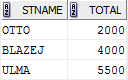 STNAME TOTAL
OTTO 2000
BLAZEJ 4000
ULMA 5500